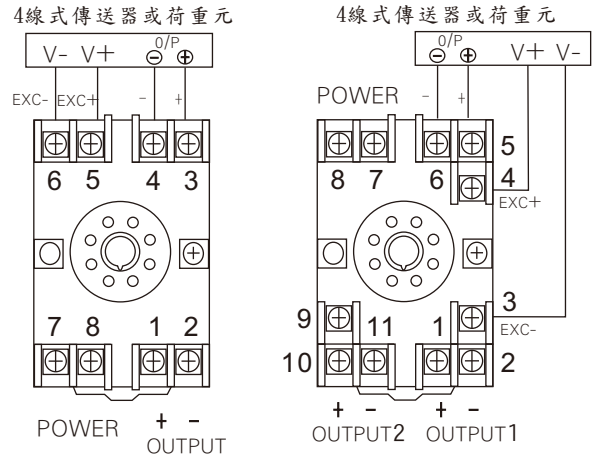 4線式傳送器或荷重元
V- V+ O/P
EXC- EXC+ - +
6 5 4 3
7 8 1 2
+ -
POWER OUTPUT
4線式傳送器或荷重元
O/P V+ V-
POWER - +
5
8 7 6 4
EXC+
3
9 11 1
EXC-
10 2
+ - + -
OUTPUT2 OUTPUT1